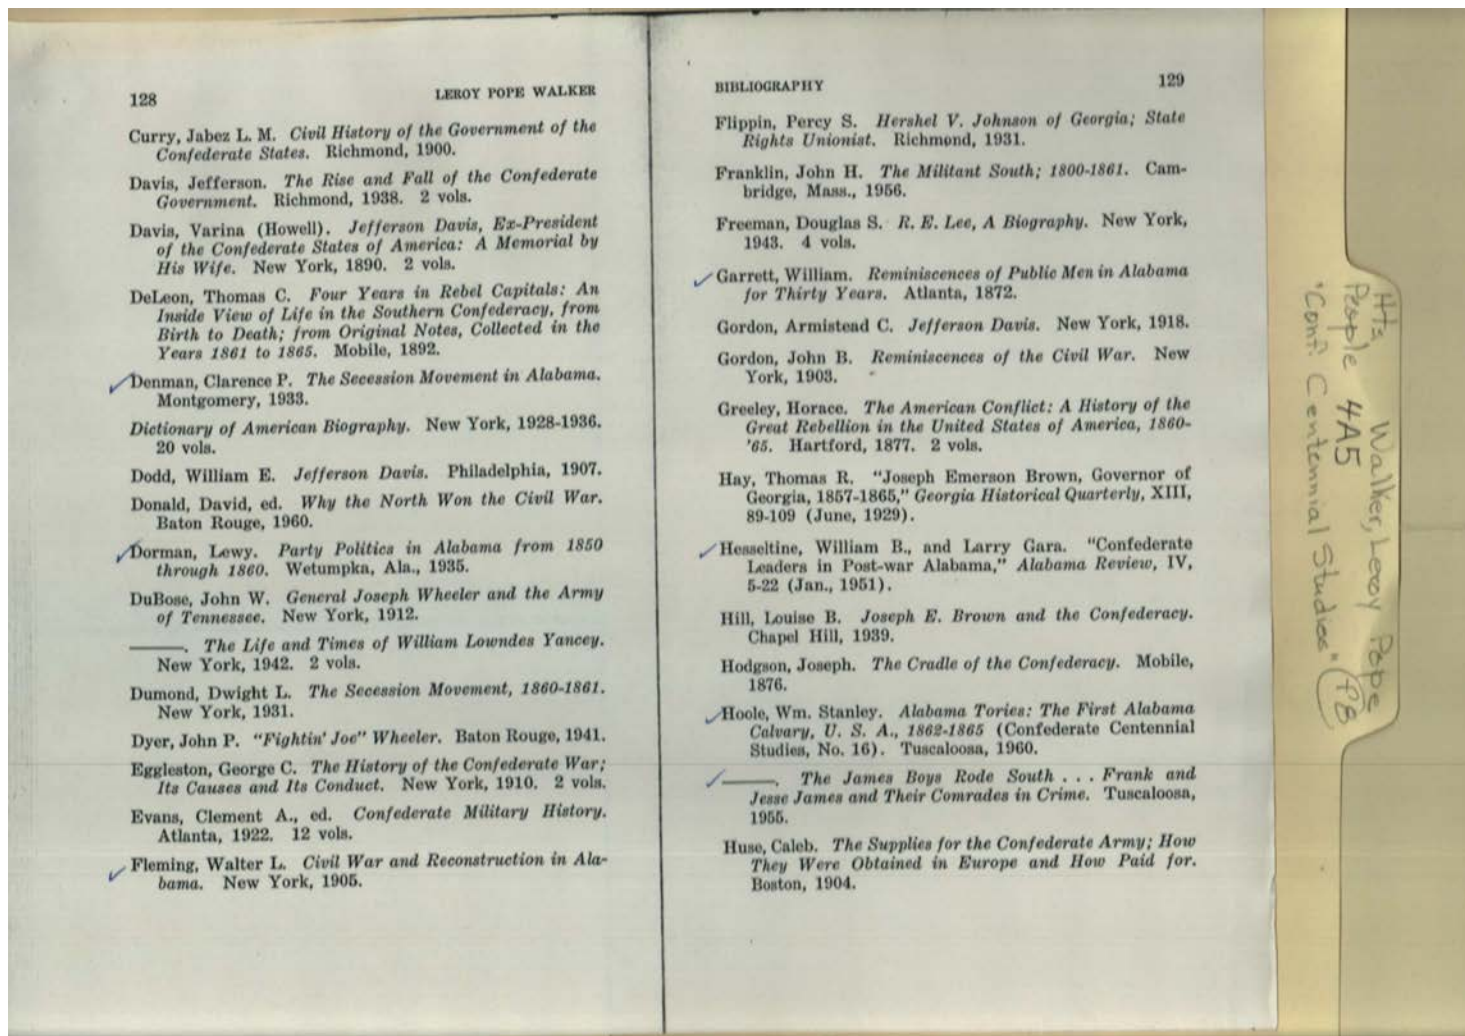 128 LEROY POPE WALKER
Curry, Jabez L. M. Civil History of the Government of the
Confederate States. Richmond, 1900.
Davis, Jefferson. The Rise and Fall of the Confederate
Government. Richmond, 1938. 2 vols.
Davis, Varina (Howell). Jefferson Davis, Ex-President
of the Confederate States of America: A Memorial by
His Wife. New York, 1890. 2 vols.
DeLeon, Thomas C. Four Years in Rebel Capitals: An
Inside View of Life in the Southern Confederacy, from
Birth to Death; from Original Notes, Collected in the
Years 1861 to 1865. Mobile, 1892.
Denman, Clarence P. The Secession Movement in Alabama.
Montgomery, 1933.
Dictionary of American Biography. New York, 1928-1936.
20 vols.
Dodd, William E. Jefferson Davis. Philadelphia, 1907.
Donald, David, ed. Why the North Won the Civil War.
Baton Rouge, 1960.
Dorman, Lewy. Party Politics in Alabama from 1850
through 1860. Wetumpka, Ala., 1935.
DuBose, John W. General Joseph Wheeler and the Army
of Tennessee. New York, 1912.
———. The Life and Times of William Lowndes Yancey.
New York, 1942. 2 vols.
Dumond, Dwight L. The Secession Movement, 1860-1861.
New York, 1931.
Dyer, John P. "Fightin' Joe" Wheeler. Baton Rouge, 1941.
Eggleston, George C. The History of the Confederate War;
Its Causes and Its Conduct. New York, 1910. 2 vols.
Evans, Clement A., ed. Confederate Military History.
Atlanta, 1922. 12 vols.
Fleming, Walter L. Civil War and Reconstruction in Ala-
bama. New York, 1905.
BIBLIOGRAPHY 129
Flippin, Percy S. Hershel V. Johnson of Georgia; State
Rights Unionist. Richmond, 1931.
Franklin, John H. The Militant South; 1800-1861. Cam-
bridge, Mass., 1956.
Freeman, Douglas S. R. E. Lee, A Biography. New York,
1943. 4 vols.
Garrett, William. Reminiscences of Public Men in Alabama
for Thirty Years. Atlanta, 1872.
Gordon, Armistead C. Jefferson Davis. New York, 1918.
Gordon, John B. Reminiscences of the Civil War. New
York, 1903.
Greeley, Horace. The American Conflict: A History of the
Great Rebellion in the United States of America, 1860-
'65. Hartford, 1877. 2 vols.
Hay, Thomas R. "Joseph Emerson Brown, Governor of
Georgia, 1857-1865," Georgia Historical Quarterly, XIII,
89-109 (June, 1929).
Hesseltine, William B., and Larry Gara. "Confederate
Leaders in Post-war Alabama," Alabama Review, IV,
5-22 (Jan., 1951).
Hill, Louise B. Joseph E. Brown and the Confederacy.
Chapel Hill, 1939.
Hodgson, Joseph. The Cradle of the Confederacy. Mobile,
1876.
Hoole, Wm. Stanley. Alabama Tories: The First Alabama
Calvary, U. S. A., 1862-1865 (Confederate Centennial
Studies, No. 16). Tuscaloosa, 1960.
———. The James Boys Rode South . . . Frank and
Jesse James and Their Comrades in Crime. Tuscaloosa,
1955.
Huse, Caleb. The Supplies for the Confederate Army; How
They Were Obtained in Europe and How Paid for.
Boston, 1904.
Walker, Leroy Pope
People 4A5
"Conf. Centennial Studies"